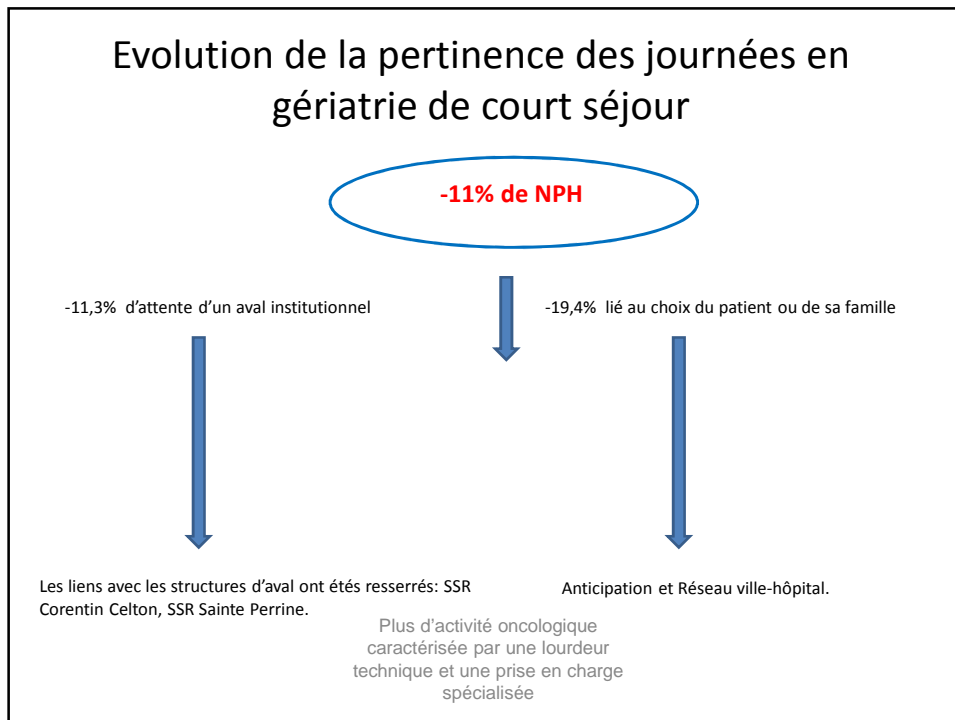 Evolution de la pertinence des journées en
gériatrie de court séjour
-11% de NPH
-11,3%  d'attente d'un aval institutionnel
-19,4%  lié au choix du patient ou de sa famille
Les liens avec les structures d'aval ont étés resserrés: SSR
Corentin Celton, SSR Sainte Perrine.
Anticipation et Réseau ville-hôpital.
Plus d'activité oncologique
caractérisée par une lourdeur
technique et une prise en charge
spécialisée